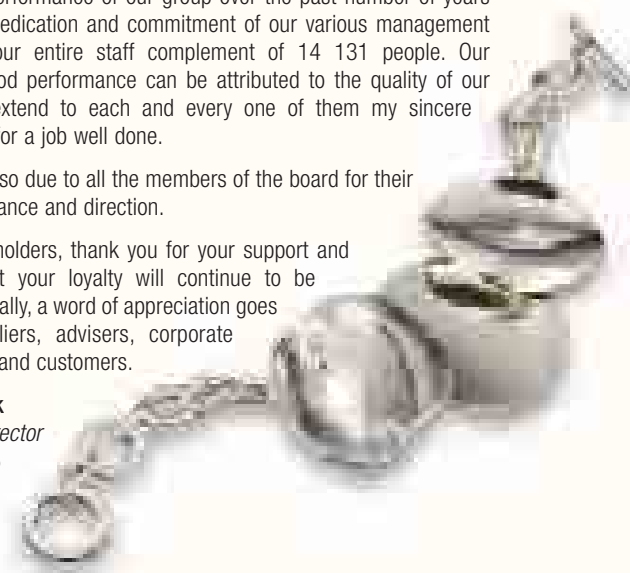 erformance of our group over the past number of years
edication and commitment of our various management
our entire staff complement of 14 131 people. Our
od performance can be attributed to the quality of our
extend to each and every one of them my sincere
or a job well done.
so due to all the members of the board for their
ance and direction.
holders, thank you for your support and
t your loyalty will continue to be
ally, a word of appreciation goes
liers, advisers, corporate
and customers.
k
ector